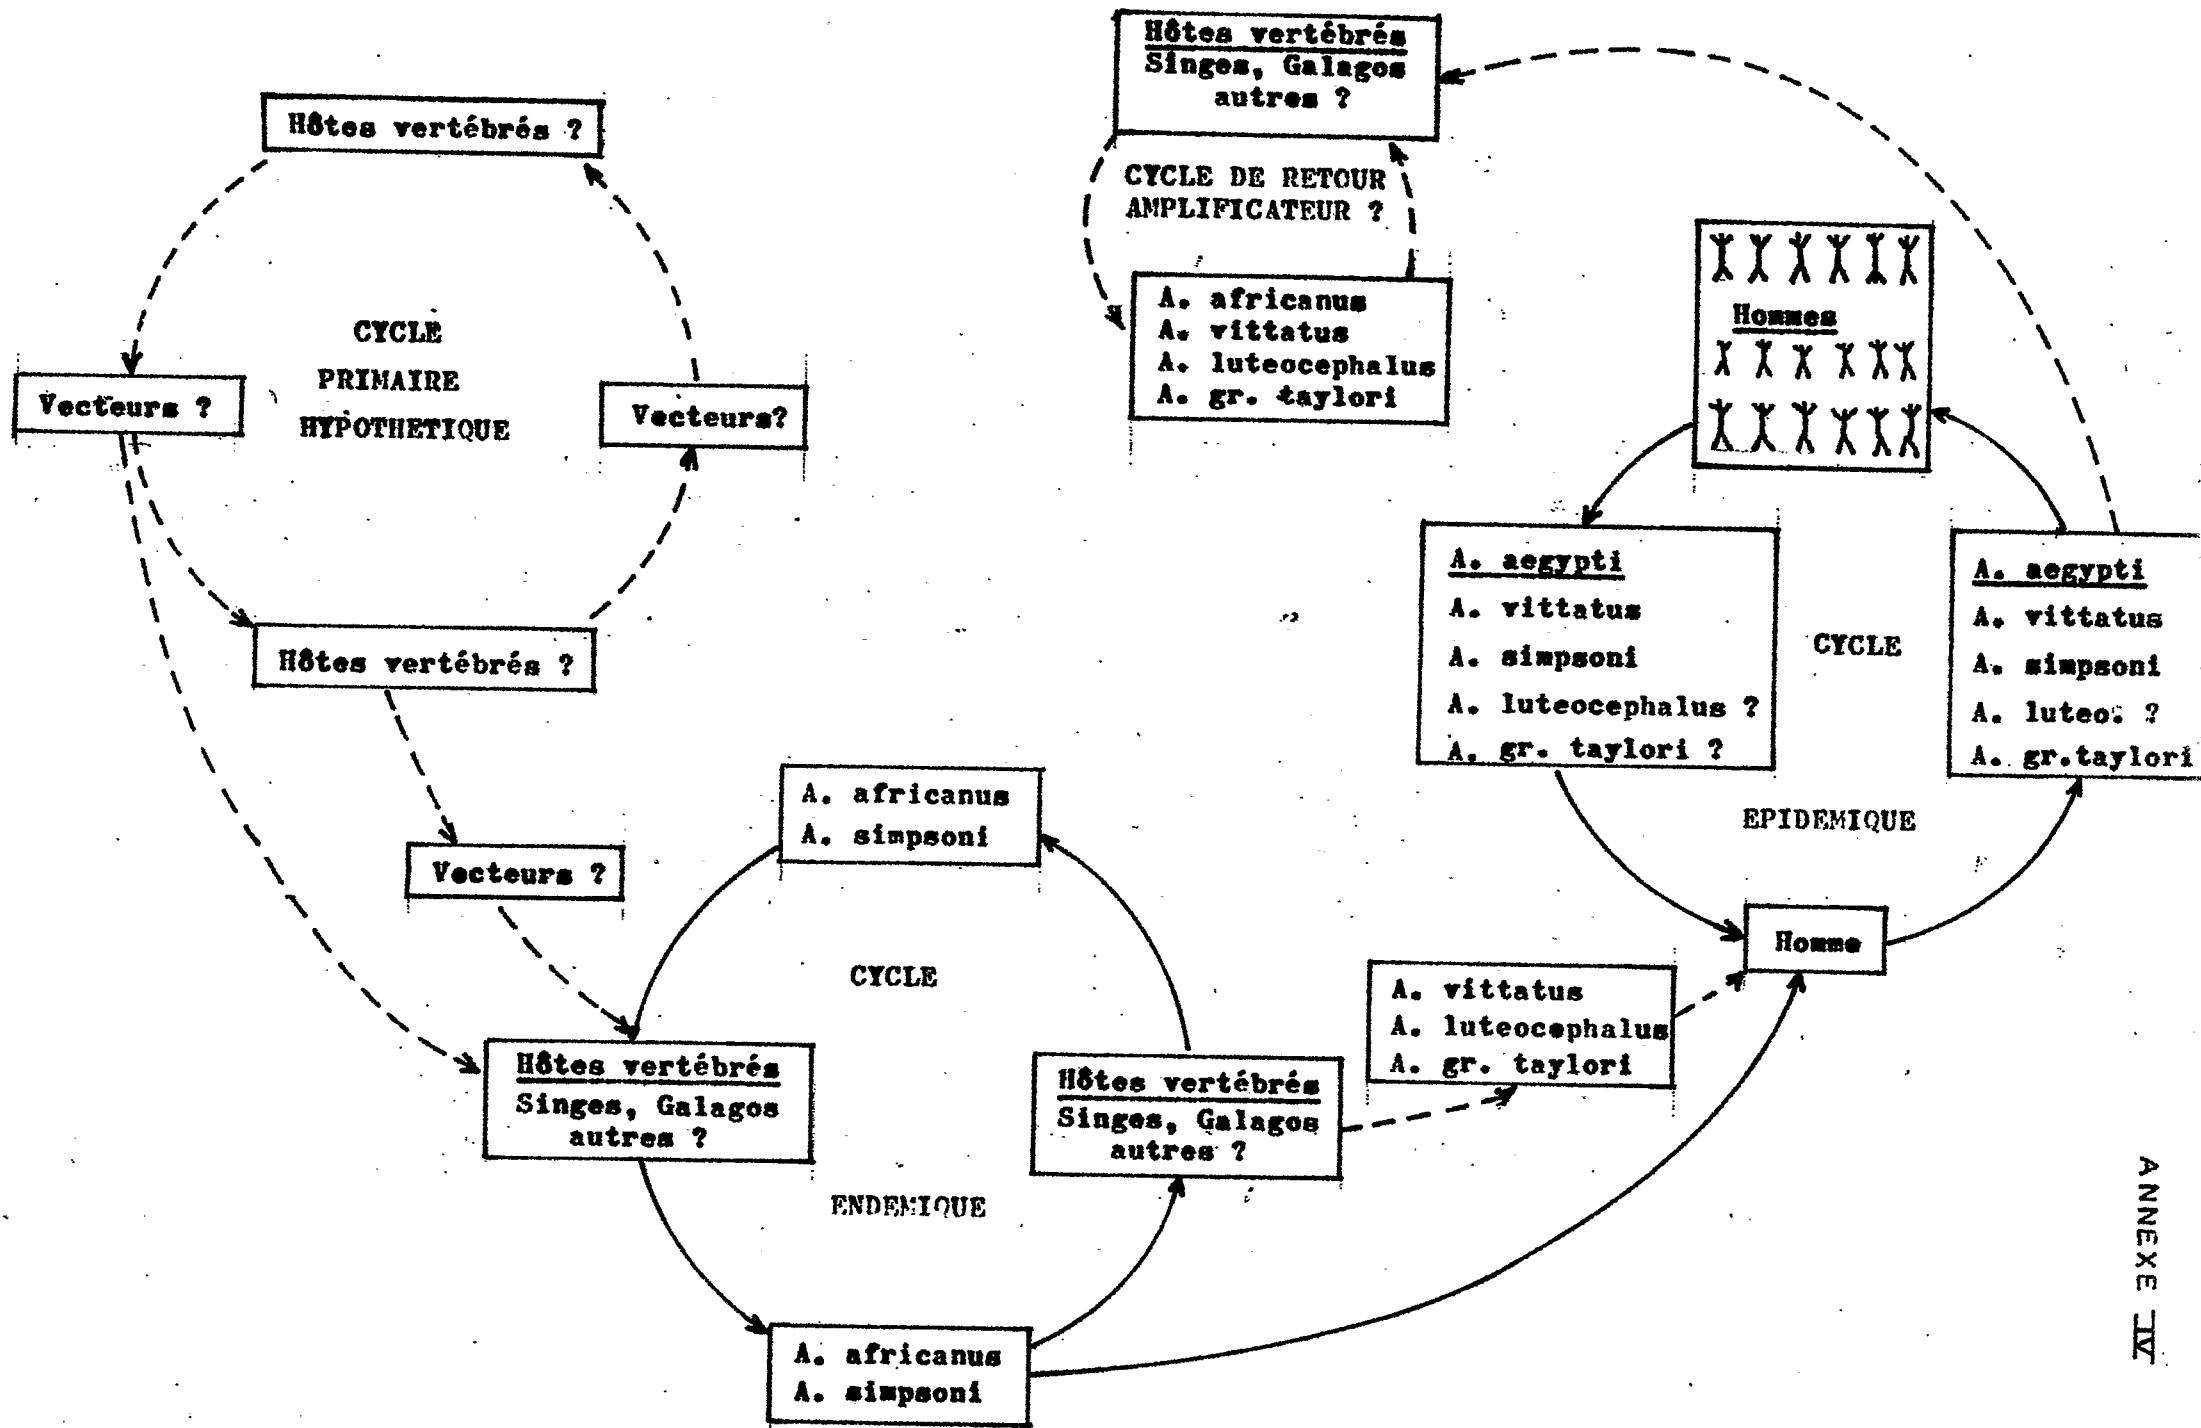 Hôtes vertébrés ?
CYCLE
PRIMAIRE
HYPOTHETIQUE
Vecteurs ?
Vecteurs?
Hôtes vertébrés ?
Vecteurs ?
Hôtes vertébrés
Singes, Galagos
autres ?
CYCLE DE RETOUR
AMPLIFICATEUR ?
A. africanus
A. vittatus
A. luteocephalus
A. gr. taylori
Hommes
A. aegypti
A. vittatus
A. simpsoni
A. luteocephalus ?
A. gr. taylori ?
CYCLE
EPIDEMIQUE
A. aegypti
A. vittatus
A. simpsoni
A. luteo. ?
A. gr.taylori
Homme
A. vittatus
A. luteocephalus
A. gr. taylori
A. africanus
A. simpsoni
CYCLE
ENDEMIQUE
Hôtes vertébrés
Singes, Galagos
autres ?
Hôtes vertébrés
Singes, Galagos
autres ?
A. africanus
A. simpsoni
ANNEXE IV